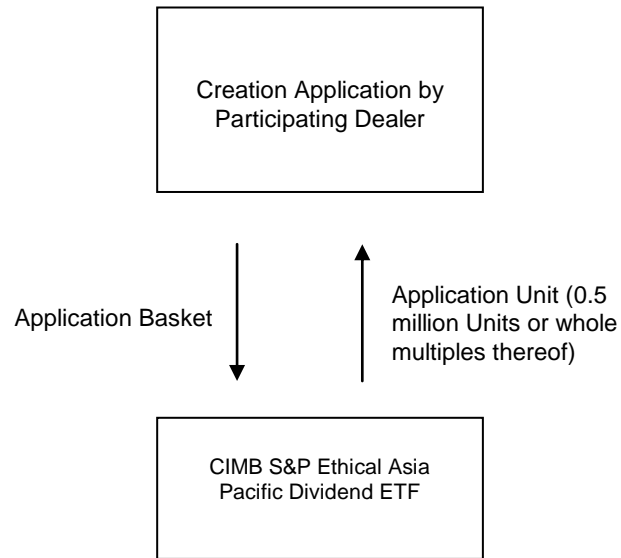 Creation Application by
Participating Dealer
Application Basket
Application Unit (0.5
million Units or whole
multiples thereof)
CIMB S&P Ethical Asia
Pacific Dividend ETF